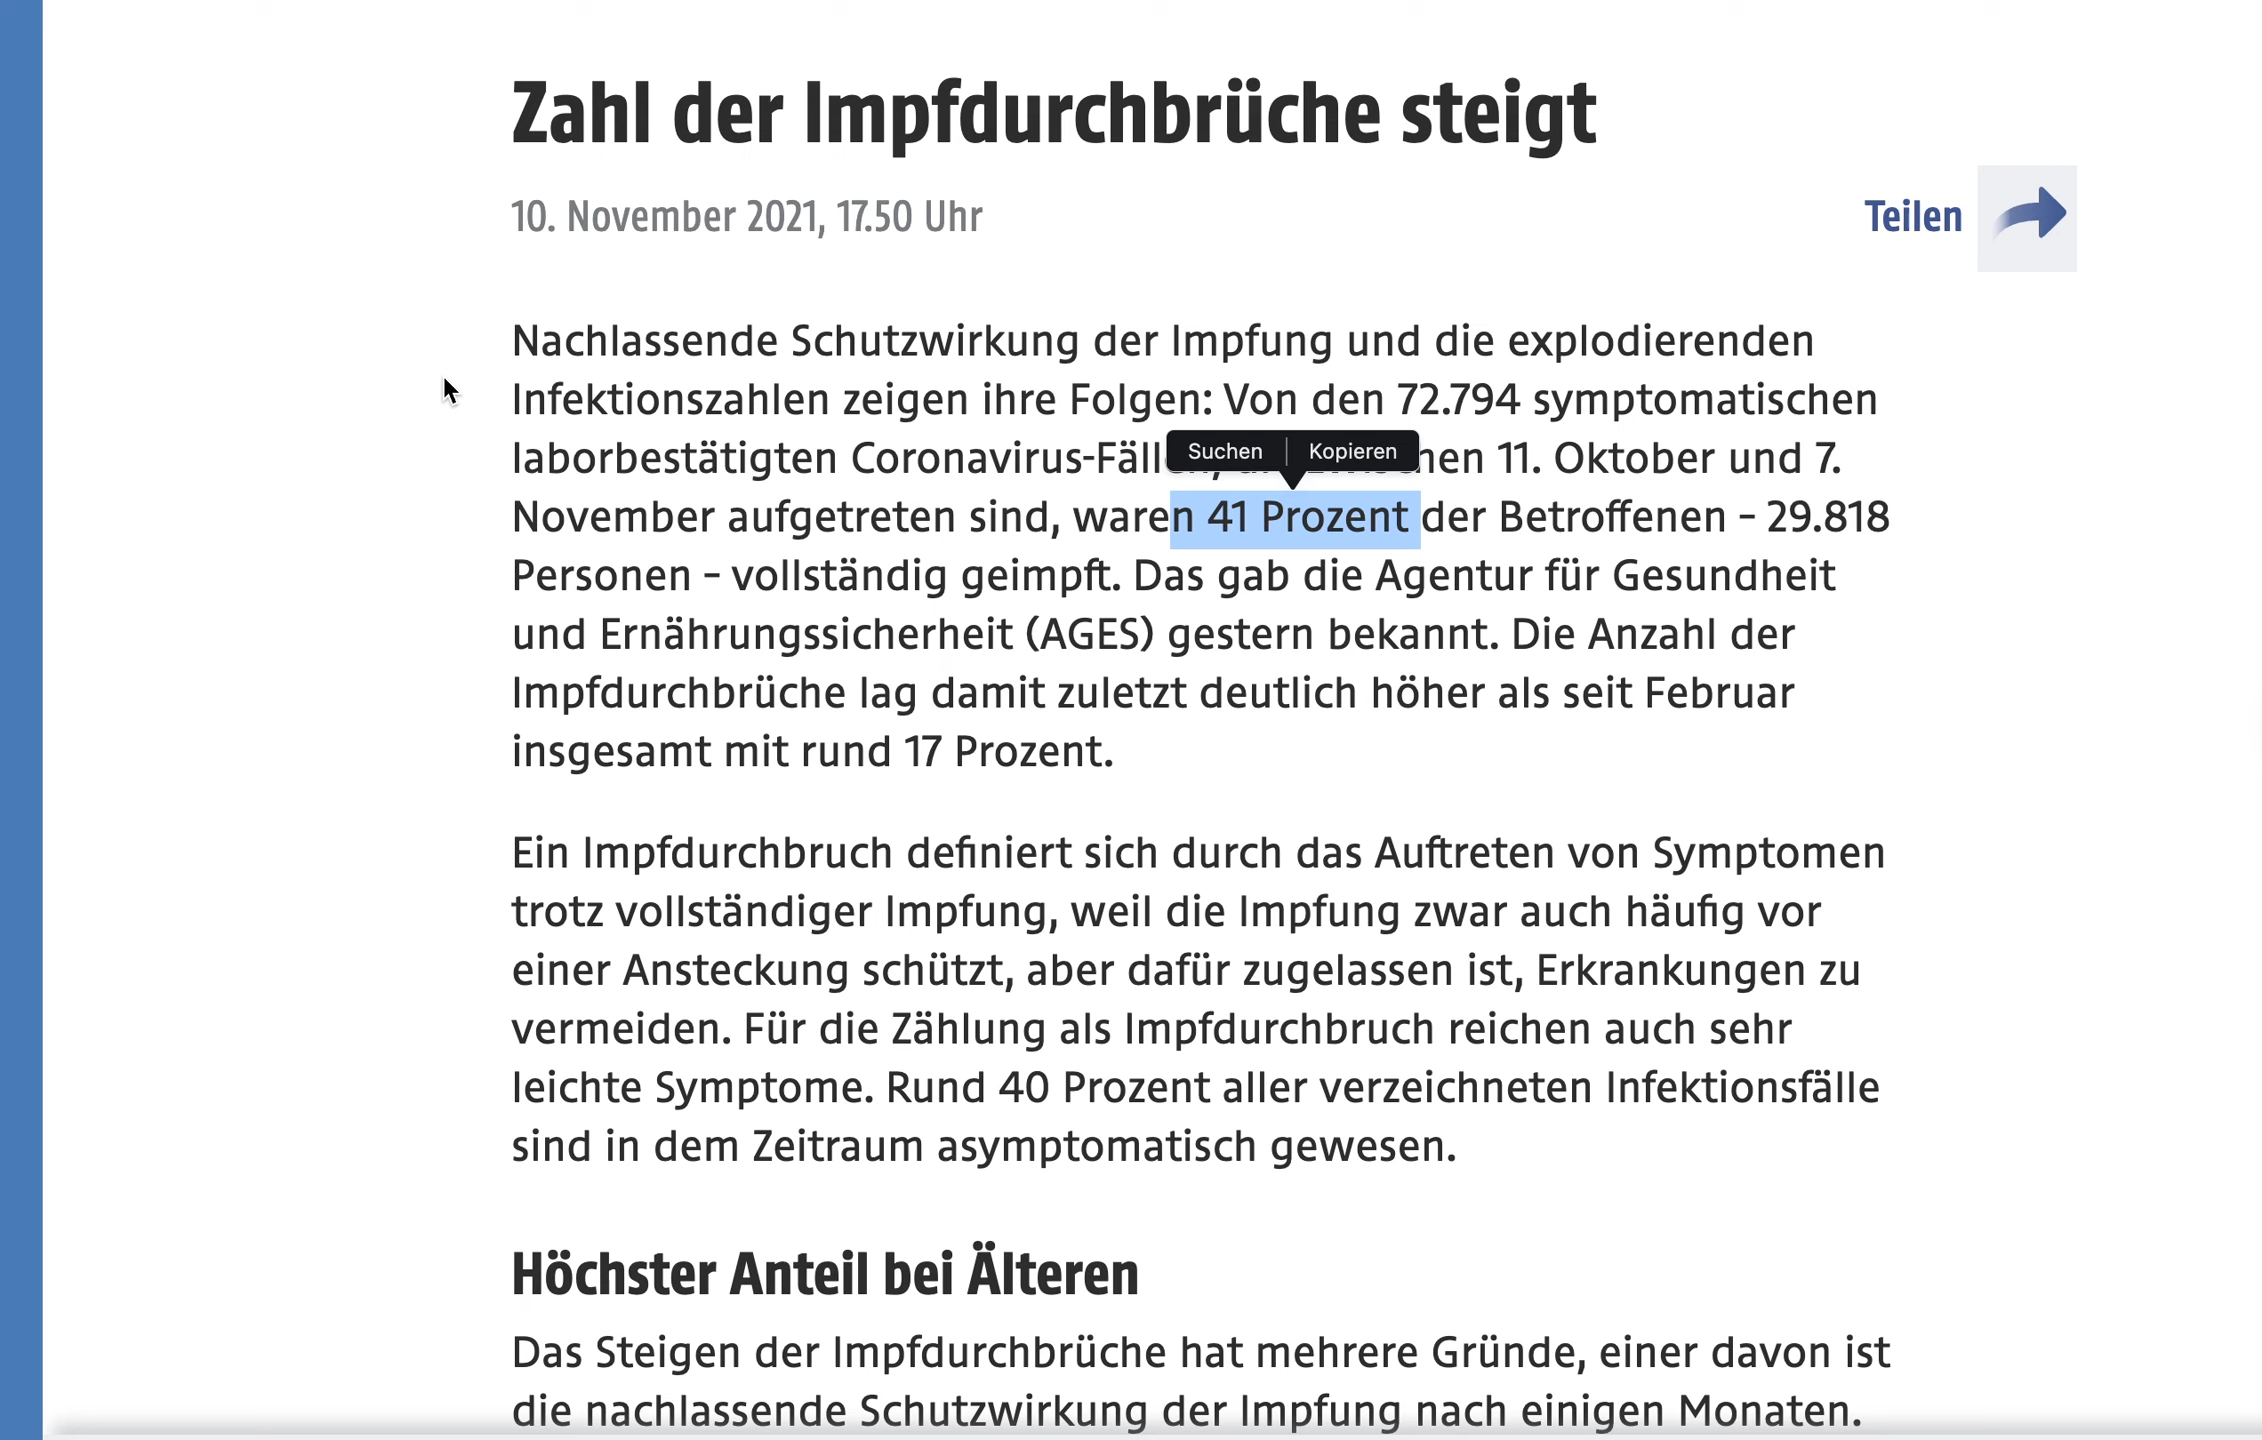 Zahl der Impfdurchbrüche steigt
10. November 2021, 17.50 Uhr
Teilen
Nachlassende Schutzwirkung der Impfung und die explodierenden
Infektionszahlen zeigen ihre Folgen: Von den 72.794 symptomatischen
Suchen Kopieren
laborbestätigten 11. Oktober und 7.
November aufgetreten sind, waren 41 Prozent der Betroffenen – 29.818
Personen – vollständig geimpft. Das gab die Agentur für Gesundheit
und Ernährungssicherheit (AGES) gestern bekannt. Die Anzahl der
Impfdurchbrüche lag damit zuletzt deutlich höher als seit Februar
insgesamt mit rund 17 Prozent.
Ein Impfdurchbruch definiert sich durch das Auftreten von Symptomen
trotz vollständiger Impfung, weil die Impfung zwar auch häufig vor
einer Ansteckung schützt, aber dafür zugelassen ist, Erkrankungen zu
vermeiden. Für die Zählung als Impfdurchbruch reichen auch sehr
leichte Symptome. Rund 40 Prozent aller verzeichneten Infektionsfälle
sind in dem Zeitraum asymptomatisch gewesen.
Höchster Anteil bei Älteren
Das Steigen der Impfdurchbrüche hat mehrere Gründe, einer davon ist
die nachlassende Schutzwirkung der Impfung nach einigen Monaten.